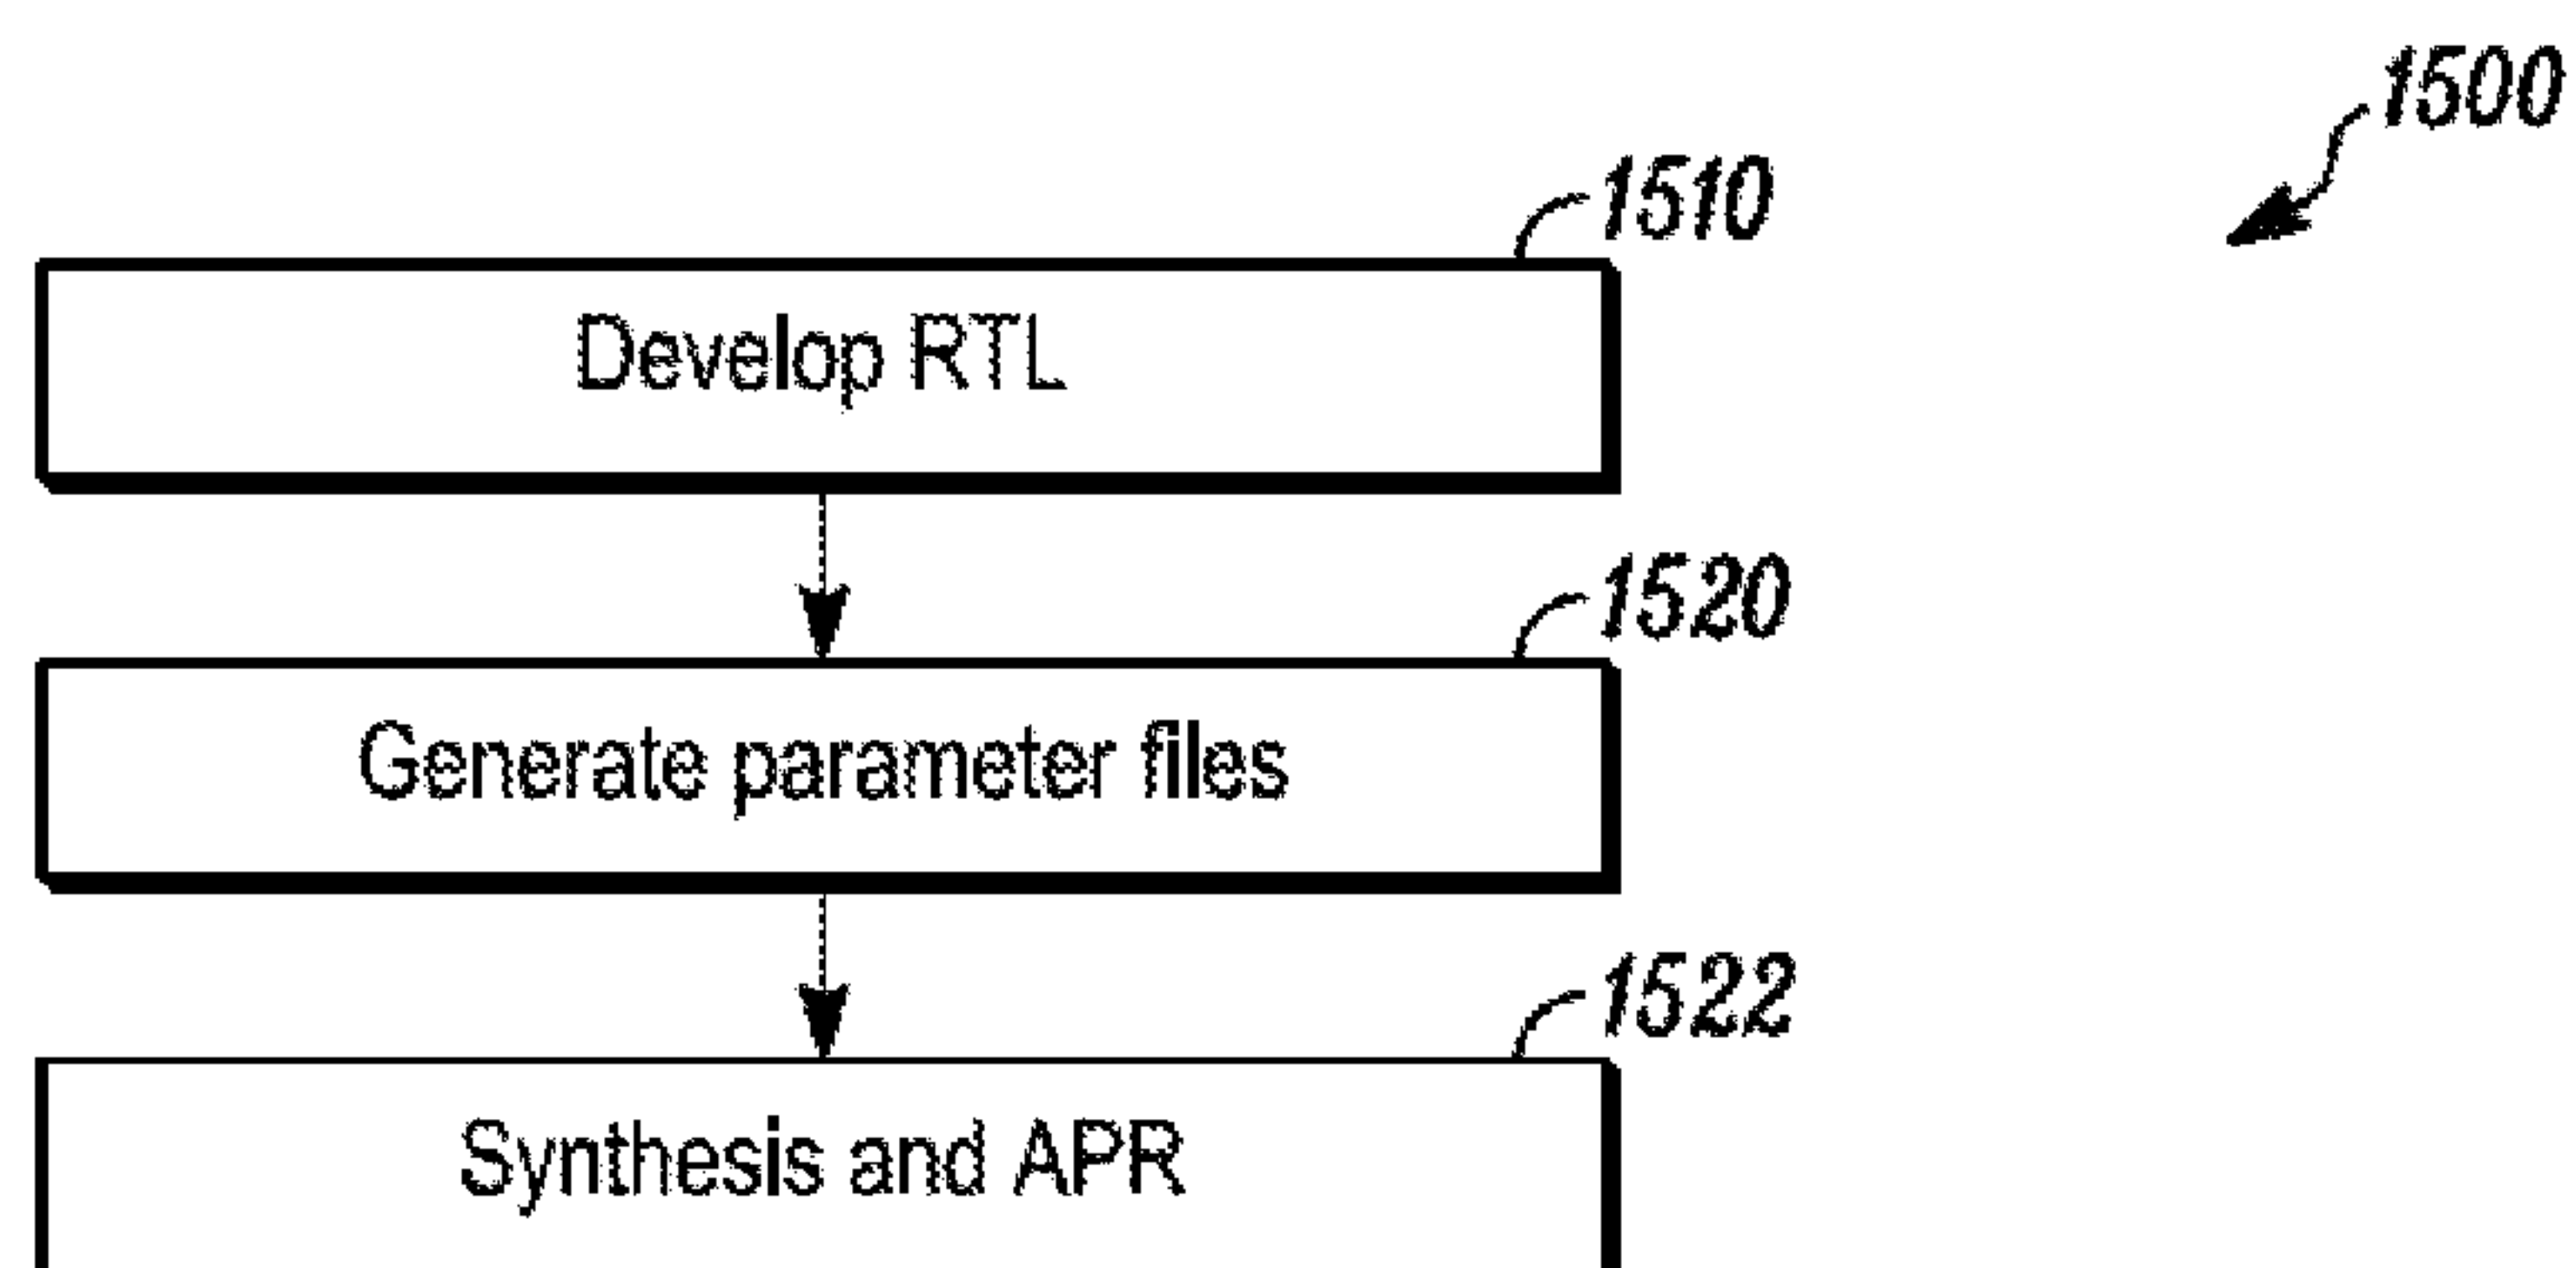 1500
1510
Develop RTL
1520
Generate parameter files
1522
Synthesis and APR